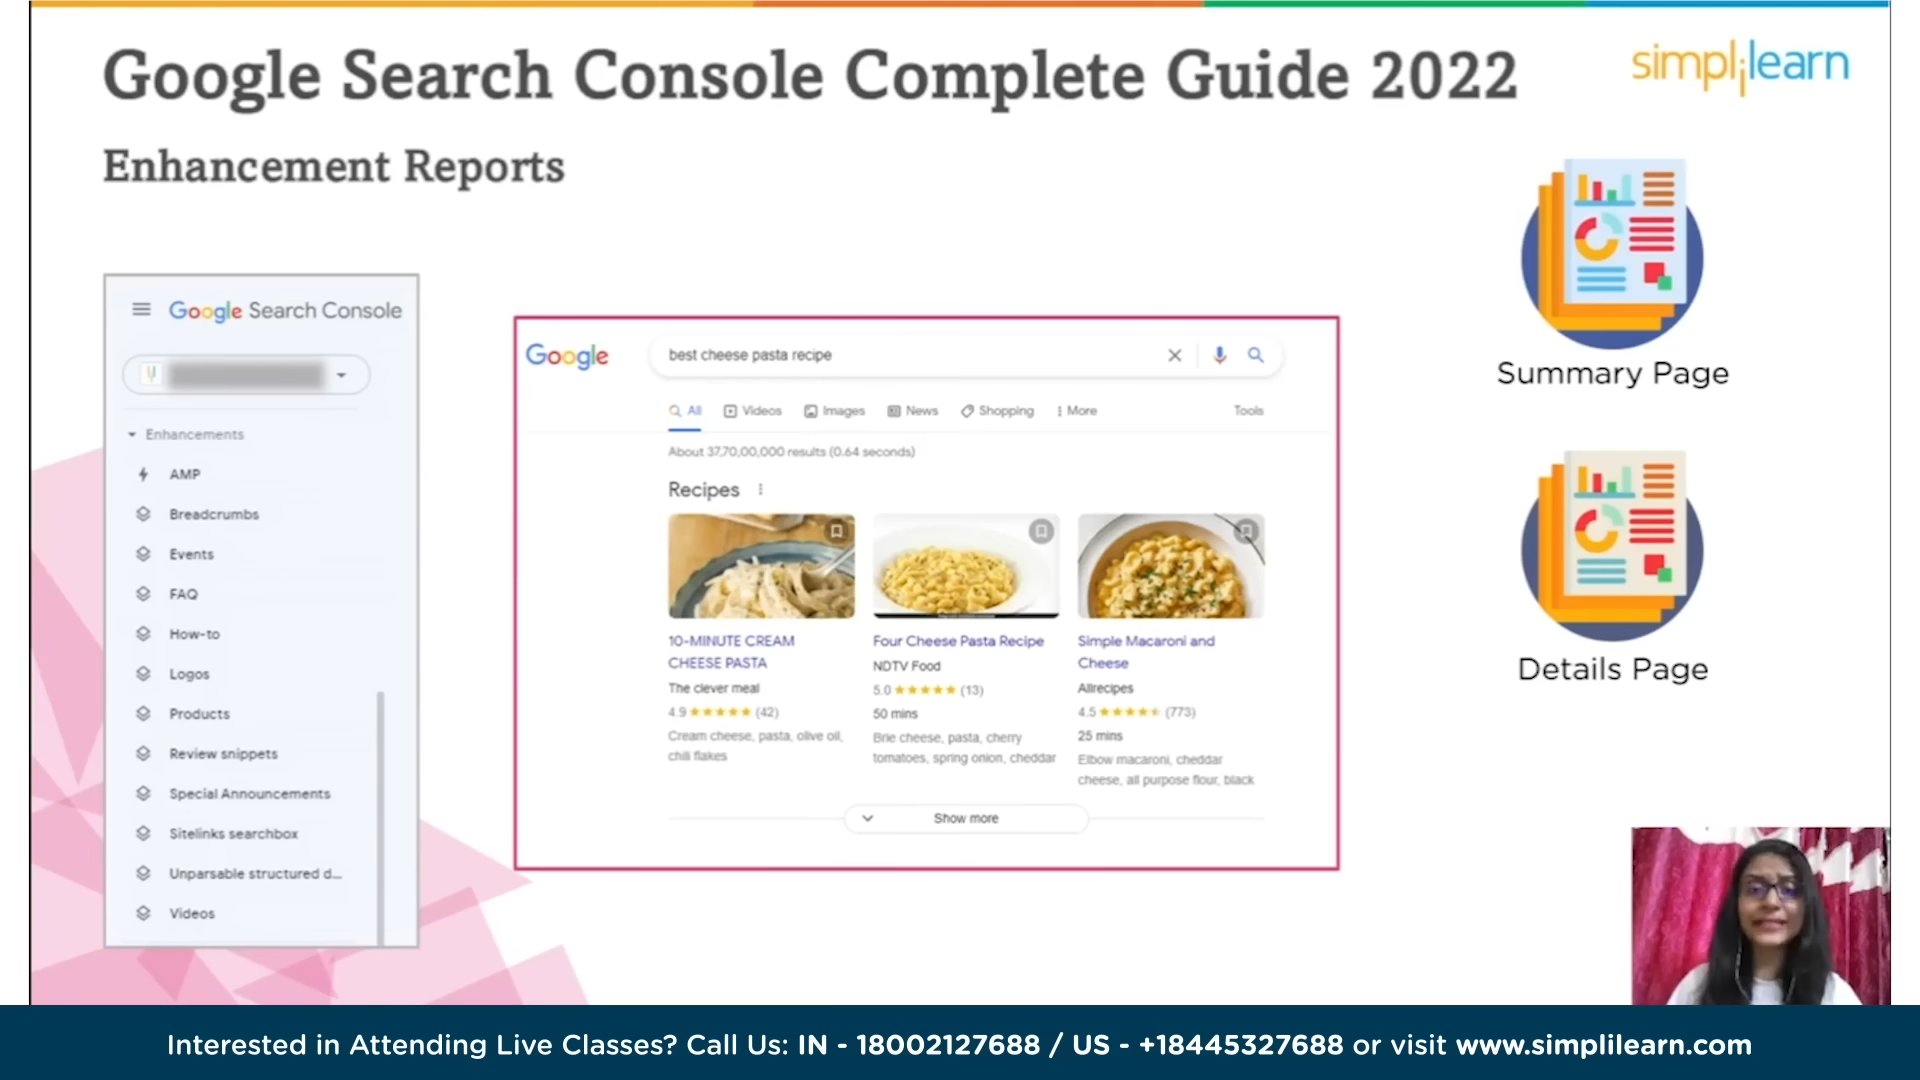 Google Search Console Complete Guide 2022
simplilearn
Enhancement Reports
Google Search Console
Enhancements
AMP
Breadcrumbs
Events
FAQ
How-to
Logos
Products
Review snippets
Special Announcements
Sitelinks searchbox
Unparsable structured d...
Videos
Google
best cheese pasta recipe
All
Videos
Images
News
Shopping
More
Tools
About 37,70,00,000 results (0.64 seconds)
Recipes
10-MINUTE CREAM
CHEESE PASTA
The clever meal
4.9 ★★★★★ (42)
Cream cheese, pasta, olive oil,
chili flakes
Four Cheese Pasta Recipe
NDTV Food
5.0 ★★★★★ (13)
50 mins
Brie cheese, pasta, cherry
tomatoes, spring onion, cheddar
Simple Macaroni and
Cheese
Allrecipes
4.5 ★★★★★ (773)
25 mins
Elbow macaroni, cheddar
cheese, all purpose flour, black
Show more
Summary Page
Details Page
Interested in Attending Live Classes? Call Us: IN - 18002127688 / US - +18445327688 or visit www.simplilearn.com